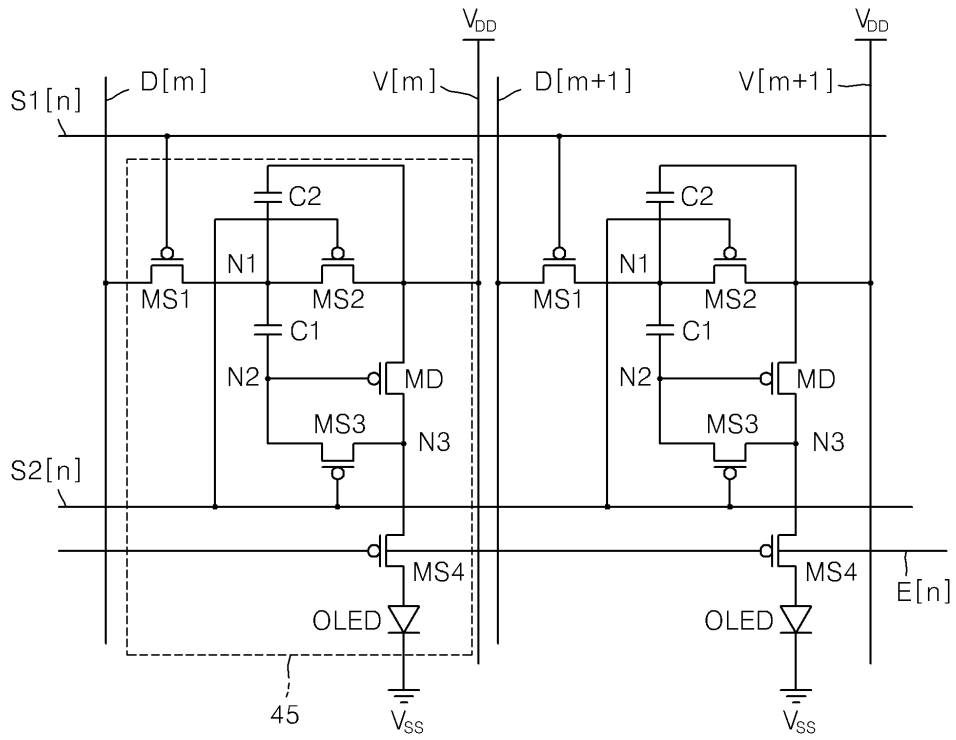 VDD VDD
D[m] V[m] D[m+1] V[m+1]
S1[n]
C2 C2
N1 N1
MS1 MS2 MS1 MS2
C1 C1
N2 MD N2 MD
MS3 MS3
N3 N3
S2[n]
MS4 MS4
E[n]
OLED OLED
45 VSS VSS